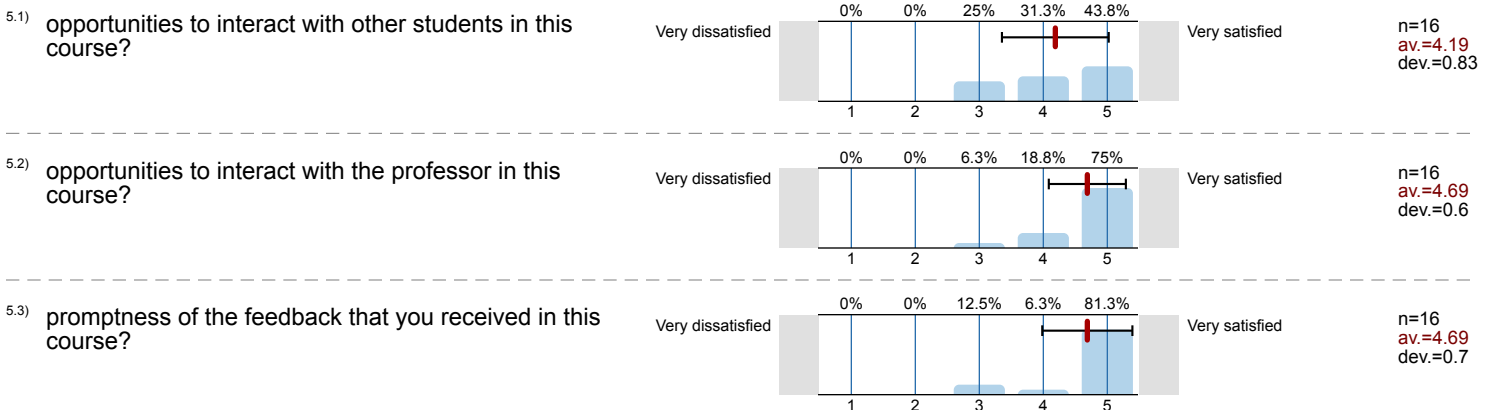 5.1) opportunities to interact with other students in this
course?
Very dissatisfied
0% 0% 25% 31.3% 43.8%
1 2 3 4 5
Very satisfied
n=16
av.=4.19
dev.=0.83
5.2) opportunities to interact with the professor in this
course?
Very dissatisfied
0% 0% 6.3% 18.8% 75%
1 2 3 4 5
Very satisfied
n=16
av.=4.69
dev.=0.6
5.3) promptness of the feedback that you received in this
course?
Very dissatisfied
0% 0% 12.5% 6.3% 81.3%
1 2 3 4 5
Very satisfied
n=16
av.=4.69
dev.=0.7